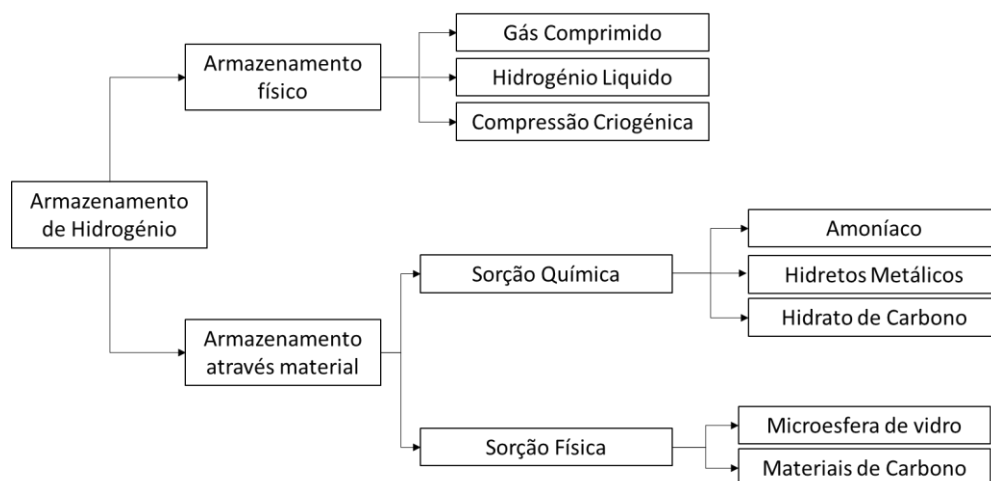 Armazenamento
de Hidrogénio
Armazenamento
físico
Gás Comprimido
Hidrogénio Liquido
Compressão Criogénica
Armazenamento
através material
Sorção Química
Amoníaco
Hidretos Metálicos
Hidrato de Carbono
Sorção Física
Microesfera de vidro
Materiais de Carbono